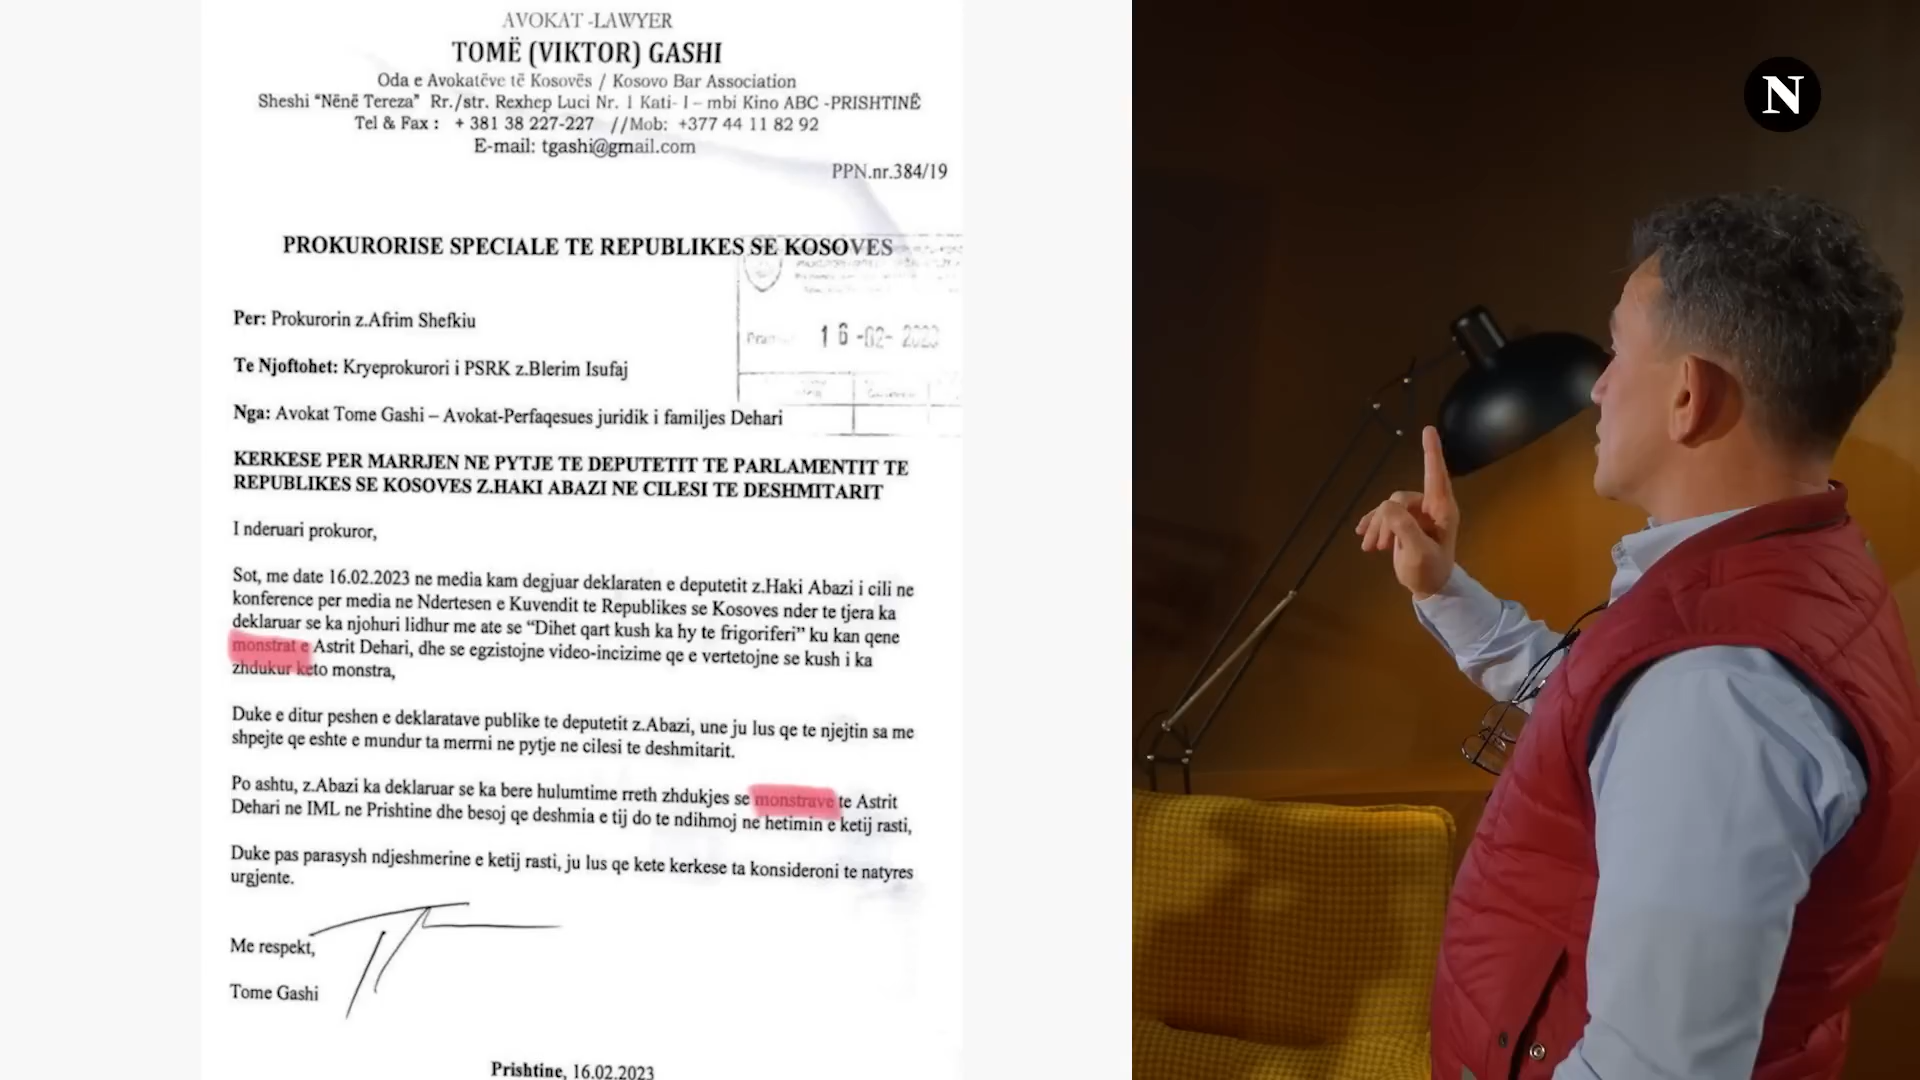 AVOKAT -LAWYER
TOMË (VIKTOR) GASHI
Oda e Avokatëve të Kosovës / Kosovo Bar Association
Sheshi “Nënë Tereza” Rr./str. Rexhep Luci Nr. 1 Kati- I – mbi Kino ABC -PRISHTINË
Tel & Fax : + 381 38 227-227 //Mob: +377 44 11 82 92
E-mail: tgashi@gmail.com
PPN.nr.384/19
PROKURORISE SPECIALE TE REPUBLIKES SE KOSOVES
Per: Prokurorin z.Afrim Shefkiu
16-02-2023
Te Njoftohet: Kryeprokurori i PSRK z.Blerim Isufaj
Nga: Avokat Tome Gashi – Avokat-Perfaqesues juridik i familjes Dehari
KERKESE PER MARRJEN NE PYTJE TE DEPUTETIT TE PARLAMENTIT TE
REPUBLIKES SE KOSOVES Z.HAKI ABAZI NE CILESI TE DESHMITARIT
I nderuari prokuror,
Sot, me date 16.02.2023 ne media kam degjuar deklaraten e deputetit z.Haki Abazi i cili ne
konference per media ne Ndertesen e Kuvendit te Republikes se Kosoves nder te tjera ka
deklaruar se ka njohuri lidhur me ate se “Dihet qart kush ka hy te frigoriferi” ku kan qene
monstrat e Astrit Dehari, dhe se egzistojne video-incizime qe e vertetojne se kush i ka
zhdukur keto monstra,
Duke e ditur peshen e deklaratave publike te deputetit z.Abazi, une ju lus qe te njejtin sa me
shpejte qe eshte e mundur ta merrni ne pytje ne cilesi te deshmitarit.
Po ashtu, z.Abazi ka deklaruar se ka bere hulumtime rreth zhdukjes se monstrave te Astrit
Dehari ne IML ne Prishtine dhe besoj qe deshmia e tij do te ndihmoj ne hetimin e ketij rasti,
Duke pas parasysh ndjeshmerine e ketij rasti, ju lus qe kete kerkese ta konsideroni te natyres
urgjente.
Me respekt,
Tome Gashi
Prishtine, 16.02.2023
N